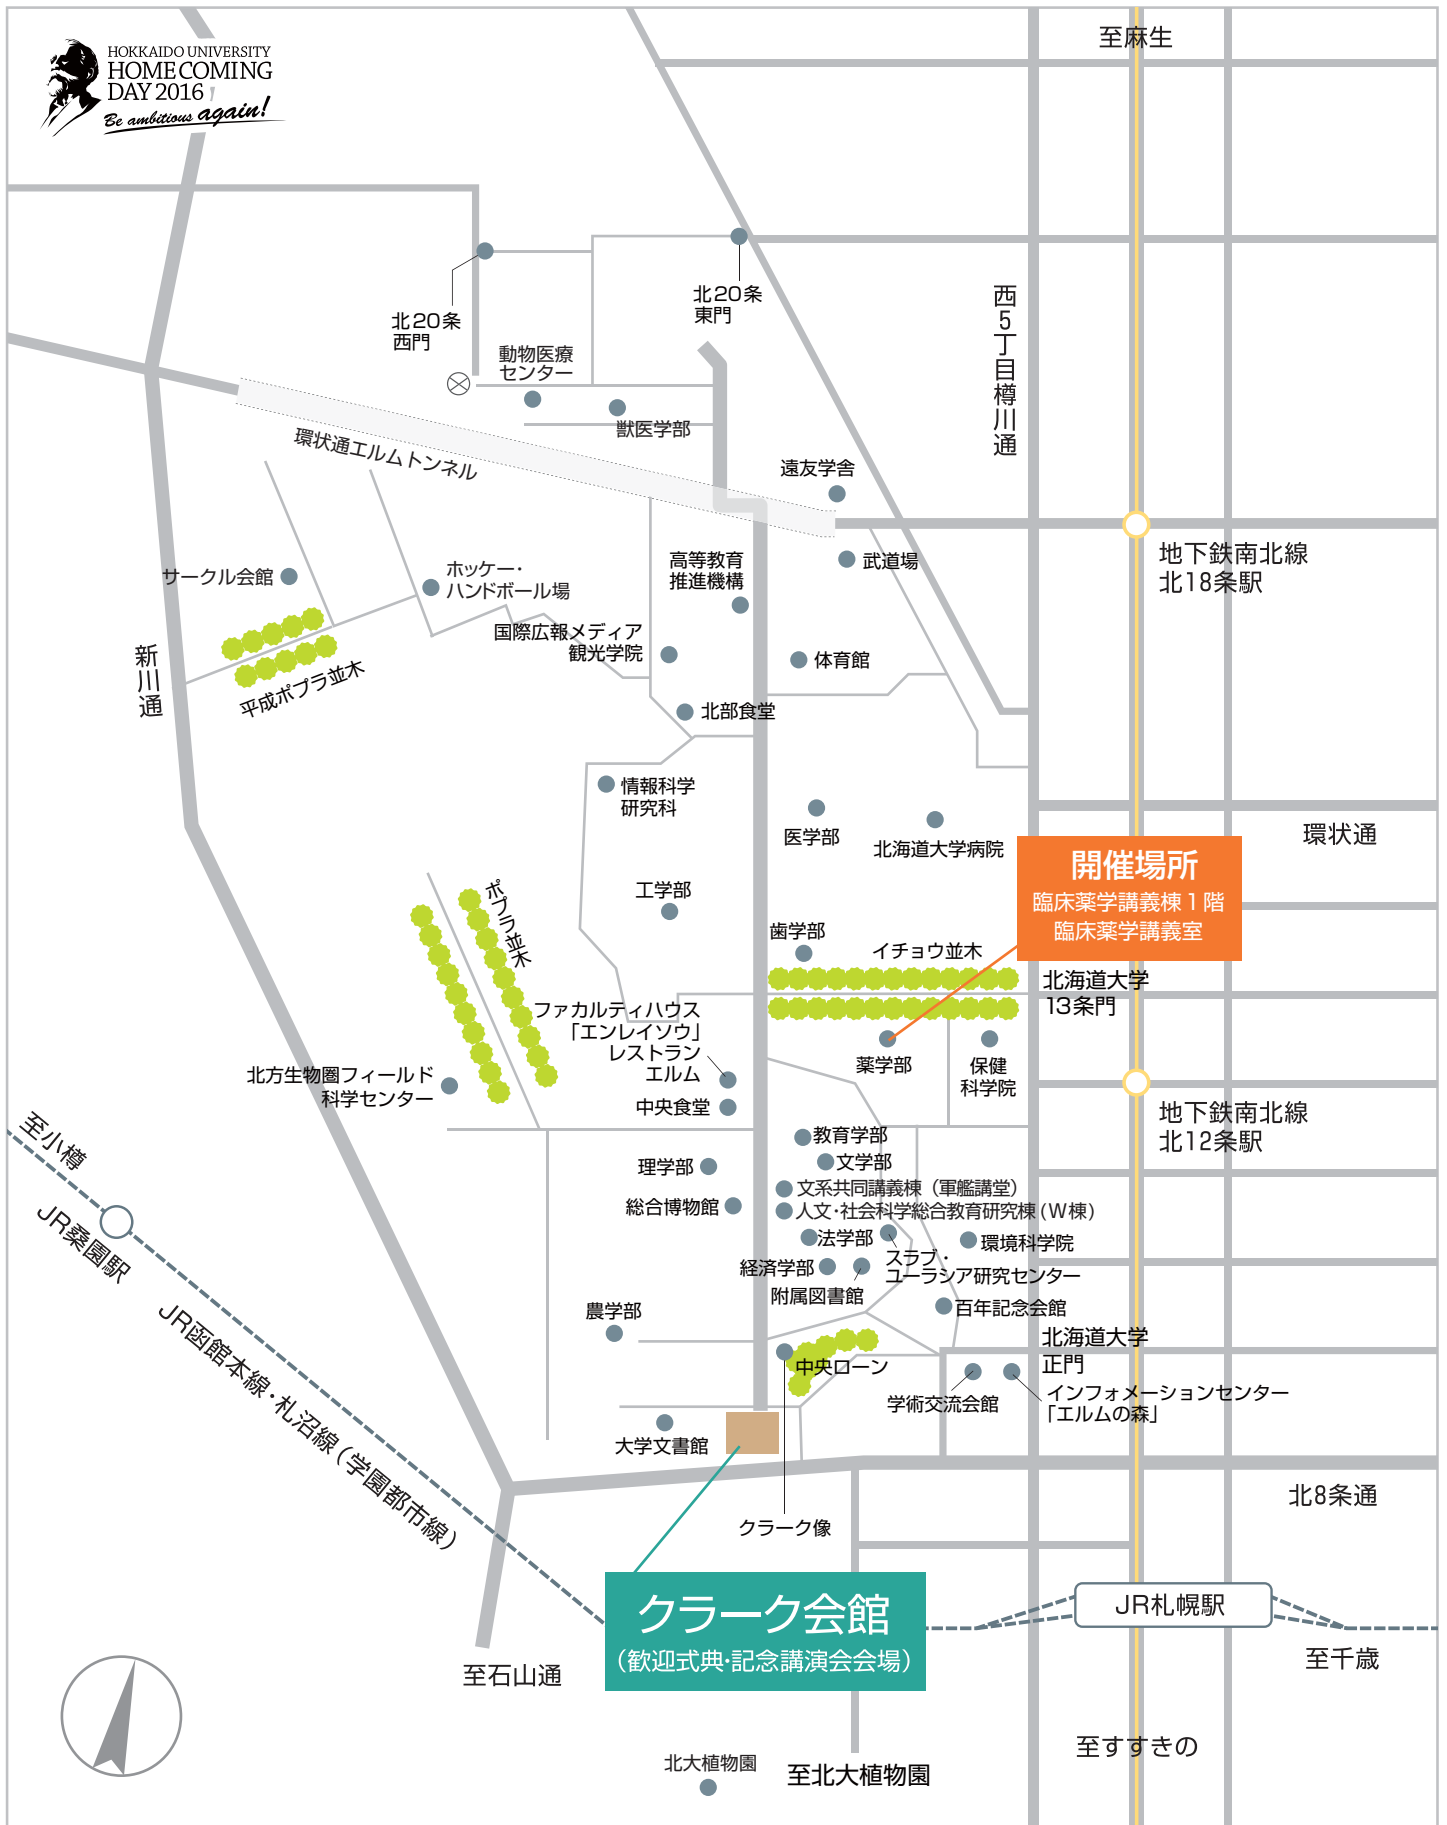 HOKKAIDO UNIVERSITY
HOMECOMING
DAY 2016
Be ambitious again!
至麻生
北20条
東門
北20条
西門
西5丁目樽川通
動物医療
センター
獣医学部
環状通エルムトンネル
遠友学舎
地下鉄南北線
北18条駅
高等教育
推進機構
武道場
サークル会館
ホッケー・
ハンドボール場
国際広報メディア
観光学院
体育館
新川通
平成ポプラ並木
北部食堂
情報科学
研究科
医学部
北海道大学病院
環状通
開催場所
臨床薬学講義棟1階
臨床薬学講義室
工学部
ポプラ並木
歯学部
イチョウ並木
北海道大学
13条門
ファカルティハウス
「エンレイソウ」
レストラン
エルム
薬学部
保健
科学院
北方生物圏フィールド
科学センター
中央食堂
地下鉄南北線
北12条駅
至小樽
教育学部
文学部
理学部
文系共同講義棟(軍艦講堂)
総合博物館
人文・社会科学総合教育研究棟(W棟)
JR桑園駅
法学部
環境科学院
スラブ・
ユーラシア研究センター
経済学部
附属図書館
百年記念会館
農学部
北海道大学
正門
JR函館本線・札沼線(学園都市線)
中央ローン
学術交流会館
インフォメーションセンター
「エルムの森」
大学文書館
北8条通
クラーク像
クラーク会館
(歓迎式典・記念講演会会場)
JR札幌駅
至千歳
至石山通
至すすきの
北大植物園
至北大植物園